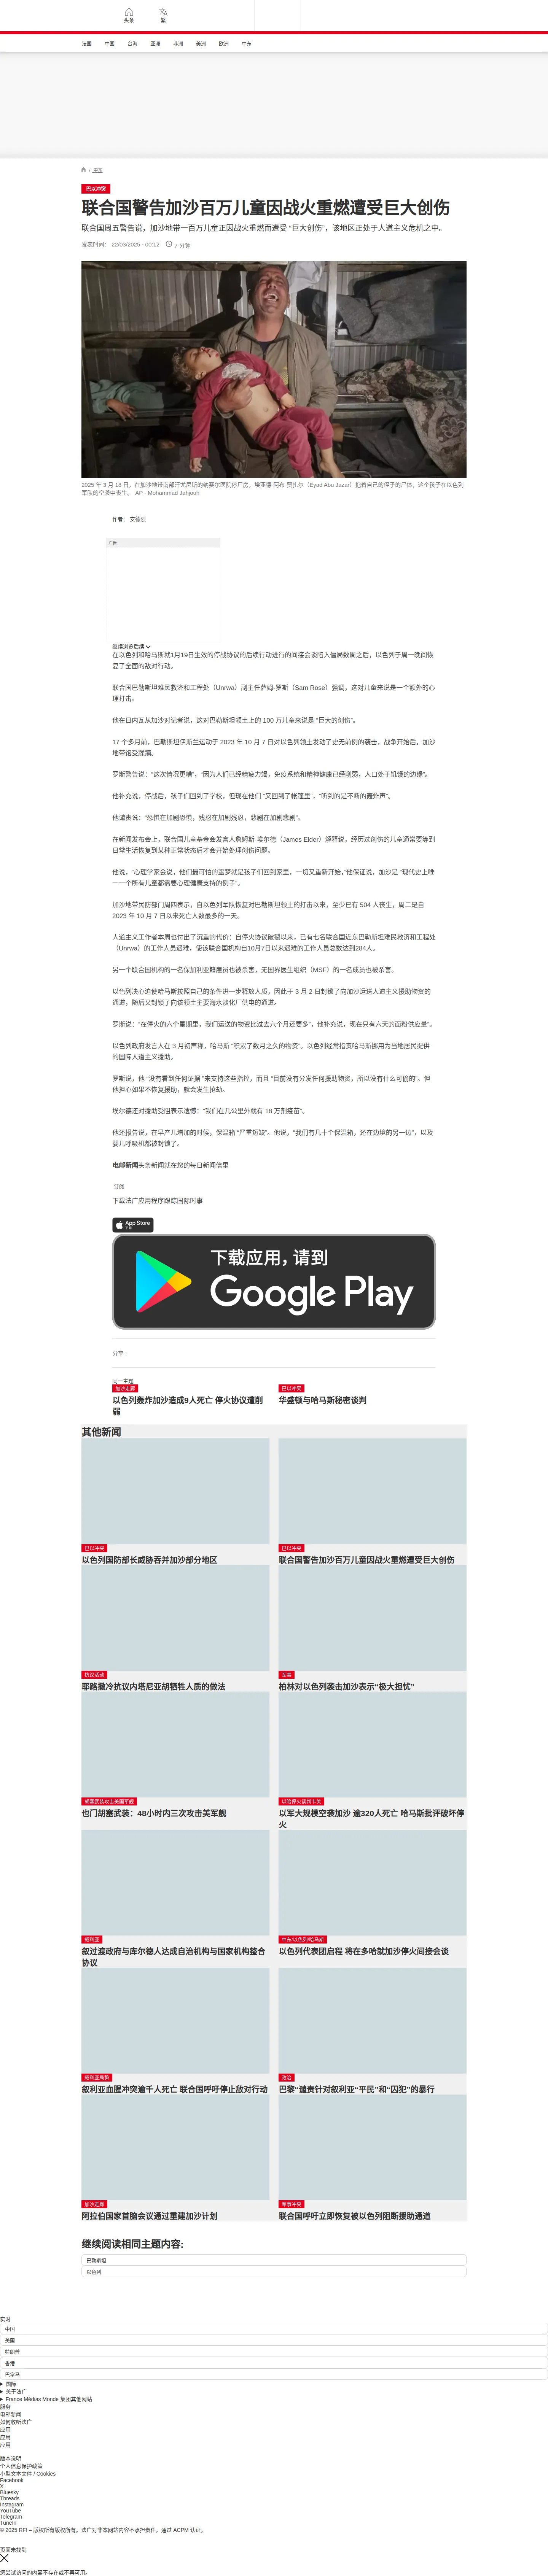 头条
繁
法国 中国 台海 亚洲 非洲 美洲 欧洲 中东
/ 中东
巴以冲突
联合国警告加沙百万儿童因战火重燃遭受巨大创伤
联合国周五警告说，加沙地带一百万儿童正因战火重燃而遭受 “巨大创伤”，该地区正处于人道主义危机之中。
发表时间： 22/03/2025 - 00:12 7 分钟
2025 年 3 月 18 日，在加沙地带南部汗尤尼斯的纳赛尔医院停尸房，埃亚德-阿布-贾扎尔（Eyad Abu Jazar）抱着自己的侄子的尸体，这个孩子在以色列
军队的空袭中丧生。 AP - Mohammad Jahjouh
作者： 安德烈
广告
继续浏览后续
在以色列和哈马斯就1月19日生效的停战协议的后续行动进行的间接会谈陷入僵局数周之后，以色列于周一晚间恢
复了全面的敌对行动。
联合国巴勒斯坦难民救济和工程处（Unrwa）副主任萨姆-罗斯（Sam Rose）强调，这对儿童来说是一个额外的心
理打击。
他在日内瓦从加沙对记者说，这对巴勒斯坦领土上的 100 万儿童来说是 “巨大的创伤”。
17 个多月前，巴勒斯坦伊斯兰运动于 2023 年 10 月 7 日对以色列领土发动了史无前例的袭击，战争开始后，加沙
地带饱受蹂躏。
罗斯警告说：“这次情况更糟”，“因为人们已经精疲力竭，免疫系统和精神健康已经削弱，人口处于饥饿的边缘”。
他补充说，停战后，孩子们回到了学校，但现在他们 “又回到了帐篷里”，“听到的是不断的轰炸声”。
他谴责说：“恐惧在加剧恐惧，残忍在加剧残忍，悲剧在加剧悲剧”。
在新闻发布会上，联合国儿童基金会发言人詹姆斯-埃尔德（James Elder）解释说，经历过创伤的儿童通常要等到
日常生活恢复到某种正常状态后才会开始处理创伤问题。
他说，“心理学家会说，他们最可怕的噩梦就是孩子们回到家里，一切又重新开始，”他保证说，加沙是 “现代史上唯
一一个所有儿童都需要心理健康支持的例子”。
加沙地带民防部门周四表示，自以色列军队恢复对巴勒斯坦领土的打击以来，至少已有 504 人丧生，周二是自
2023 年 10 月 7 日以来死亡人数最多的一天。
人道主义工作者本周也付出了沉重的代价：自停火协议破裂以来，已有七名联合国近东巴勒斯坦难民救济和工程处
（Unrwa）的工作人员遇难，使该联合国机构自10月7日以来遇难的工作人员总数达到284人。
另一个联合国机构的一名保加利亚籍雇员也被杀害，无国界医生组织（MSF）的一名成员也被杀害。
以色列决心迫使哈马斯按照自己的条件进一步释放人质，因此于 3 月 2 日封锁了向加沙运送人道主义援助物资的
通道，随后又封锁了向该领土主要海水淡化厂供电的通道。
罗斯说：“在停火的六个星期里，我们运送的物资比过去六个月还要多”，他补充说，现在只有六天的面粉供应量”。
以色列政府发言人在 3 月初声称，哈马斯 “积累了数月之久的物资”。以色列经常指责哈马斯挪用为当地居民提供
的国际人道主义援助。
罗斯说，他 “没有看到任何证据 ”来支持这些指控，而且 “目前没有分发任何援助物资，所以没有什么可偷的”。但
他担心如果不恢复援助，就会发生抢劫。
埃尔德还对援助受阻表示遗憾：“我们在几公里外就有 18 万剂疫苗”。
他还报告说，在早产儿增加的时候，保温箱 “严重短缺”。他说，“我们有几十个保温箱，还在边境的另一边”，以及
婴儿呼吸机都被封锁了。
电邮新闻头条新闻就在您的每日新闻信里
订阅
下载法广应用程序跟踪国际时事
App Store
下载
下载应用，请到
Google Play
分享 :
同一主题
加沙走廊
以色列轰炸加沙造成9人死亡 停火协议遭削
弱
巴以冲突
华盛顿与哈马斯秘密谈判
其他新闻
巴以冲突
以色列国防部长威胁吞并加沙部分地区
巴以冲突
联合国警告加沙百万儿童因战火重燃遭受巨大创伤
抗议活动
耶路撒冷抗议内塔尼亚胡牺牲人质的做法
军事
柏林对以色列袭击加沙表示“极大担忧”
胡塞武装攻击美国军舰
也门胡塞武装：48小时内三次攻击美军舰
以哈停火谈判卡关
以军大规模空袭加沙 逾320人死亡 哈马斯批评破坏停
火
叙利亚
叙过渡政府与库尔德人达成自治机构与国家机构整合
协议
中东/以色列/哈马斯
以色列代表团启程 将在多哈就加沙停火间接会谈
叙利亚局势
叙利亚血腥冲突逾千人死亡 联合国呼吁停止敌对行动
政治
巴黎“谴责针对叙利亚“平民”和“囚犯”的暴行
加沙走廊
阿拉伯国家首脑会议通过重建加沙计划
军事冲突
联合国呼吁立即恢复被以色列阻断援助通道
继续阅读相同主题内容:
巴勒斯坦
以色列
实时
中国
美国
特朗普
香港
巴拿马
国际
关于法广
France Médias Monde 集团其他网站
服务
电邮新闻
如何收听法广
应用
应用
应用
版本说明
个人信息保护政策
小型文本文件 / Cookies
Facebook
X
Bluesky
Threads
Instagram
YouTube
Telegram
TuneIn
© 2025 RFI – 版权所有版权所有。法广对非本网站内容不承担责任。通过 ACPM 认证。
页面未找到
您尝试访问的内容不存在或不再可用。